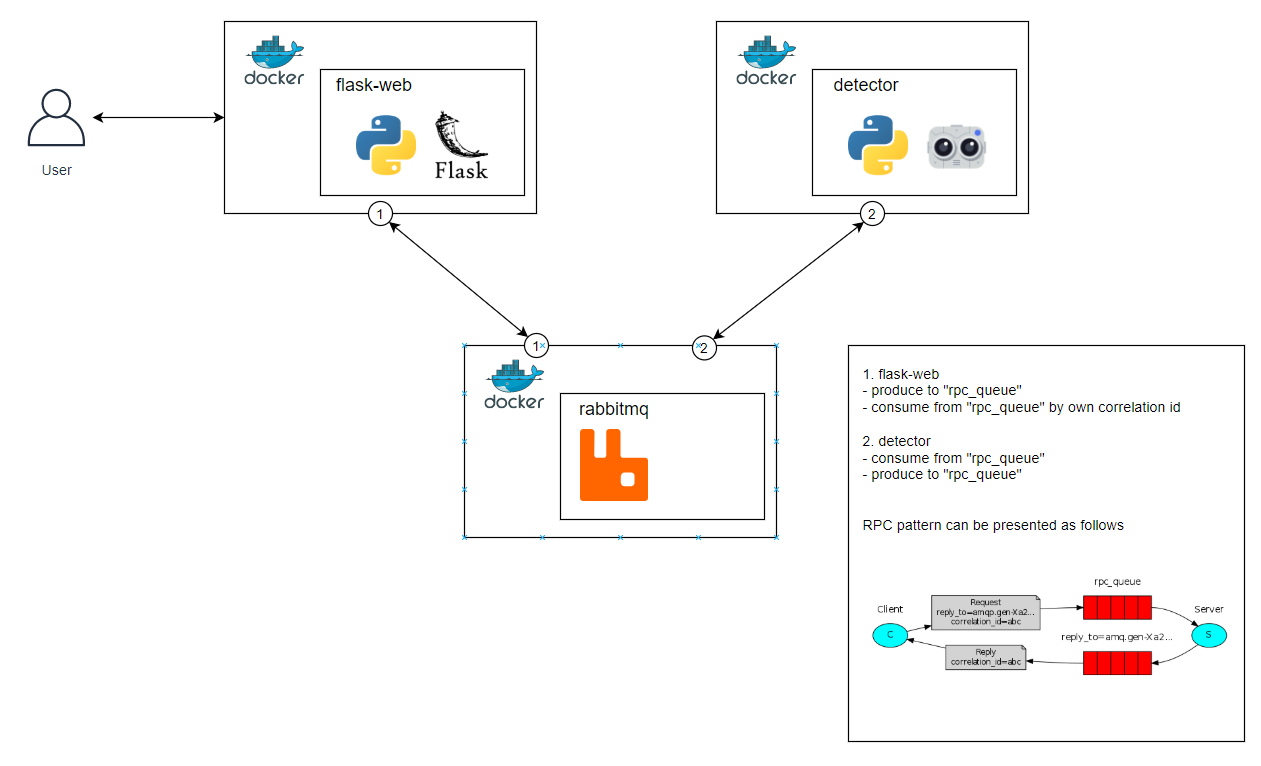 docker
flask-web
Flask
docker
detector
User
1
2
1
2
docker
rabbitmq
1. flask-web
- produce to "rpc_queue"
- consume from "rpc_queue" by own correlation id
2. detector
- consume from "rpc_queue"
- produce to "rpc_queue"
RPC pattern can be presented as follows
rpc_queue
Client
Request
reply_to=amqp.gen-Xa2...
correlation_id=abc
Server
C
S
reply_to=amq.gen-Xa2...
Reply
correlation_id=abc